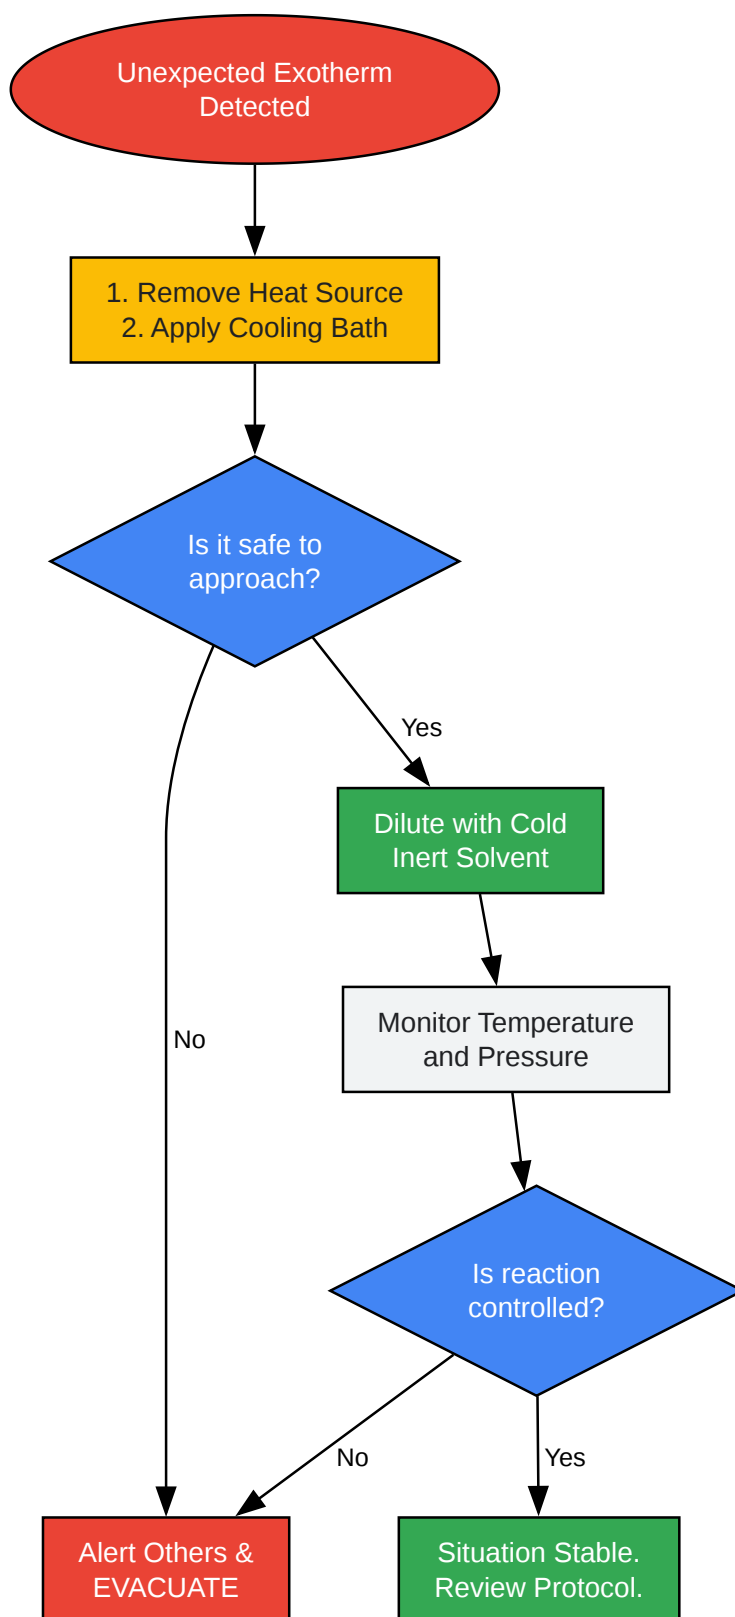 Unexpected Exotherm
Detected
1. Remove Heat Source
2. Apply Cooling Bath
Is it safe to
approach?
Yes
Dilute with Cold
Inert Solvent
No
Monitor Temperature
and Pressure
Is reaction
controlled?
No
Yes
Alert Others &
EVACUATE
Situation Stable.
Review Protocol.